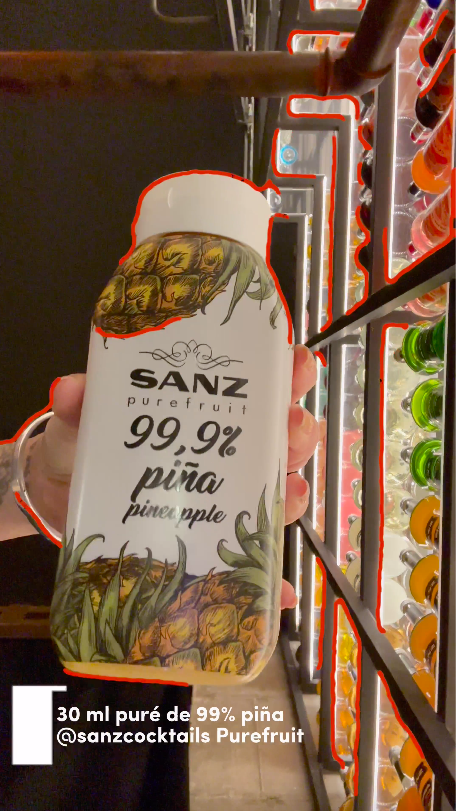 SANZ
purefruit
99,9%
piña
pineapple
30 ml puré de 99% piña
@sanzcocktails Purefruit